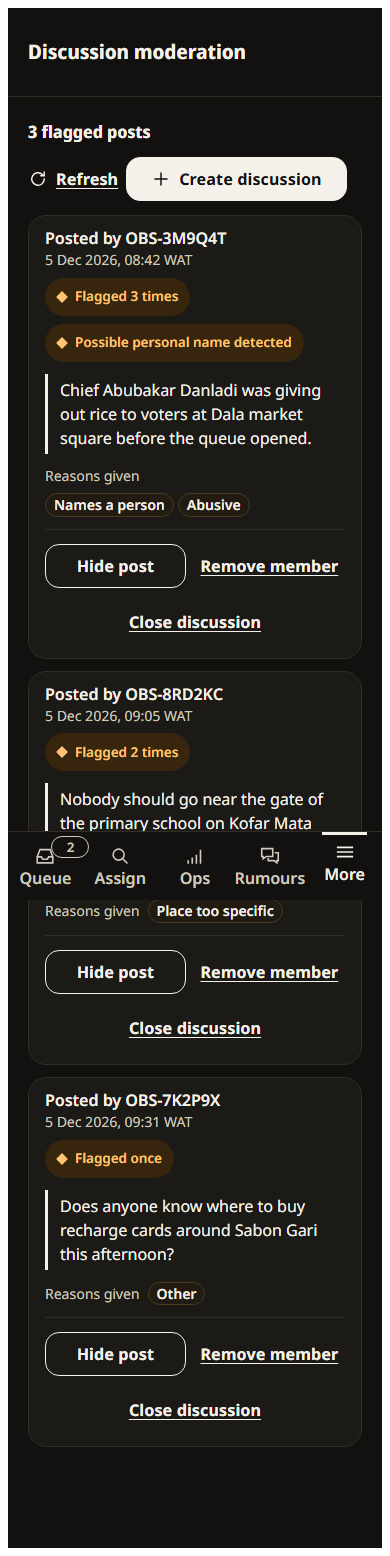 Discussion moderation
3 flagged posts
Refresh
Create discussion
Posted by OBS-3M9Q4T
5 Dec 2026, 08:42 WAT
Flagged 3 times
Possible personal name detected
Chief Abubakar Danladi was giving
out rice to voters at Dala market
square before the queue opened.
Reasons given
Names a person
Abusive
Hide post
Remove member
Close discussion
Posted by OBS-8RD2KC
5 Dec 2026, 09:05 WAT
Flagged 2 times
Nobody should go near the gate of
the primary school on Kofar Mata
2
Queue
Assign
Ops
Rumours
More
Reasons given
Place too specific
Hide post
Remove member
Close discussion
Posted by OBS-7K2P9X
5 Dec 2026, 09:31 WAT
Flagged once
Does anyone know where to buy
recharge cards around Sabon Gari
this afternoon?
Reasons given
Other
Hide post
Remove member
Close discussion